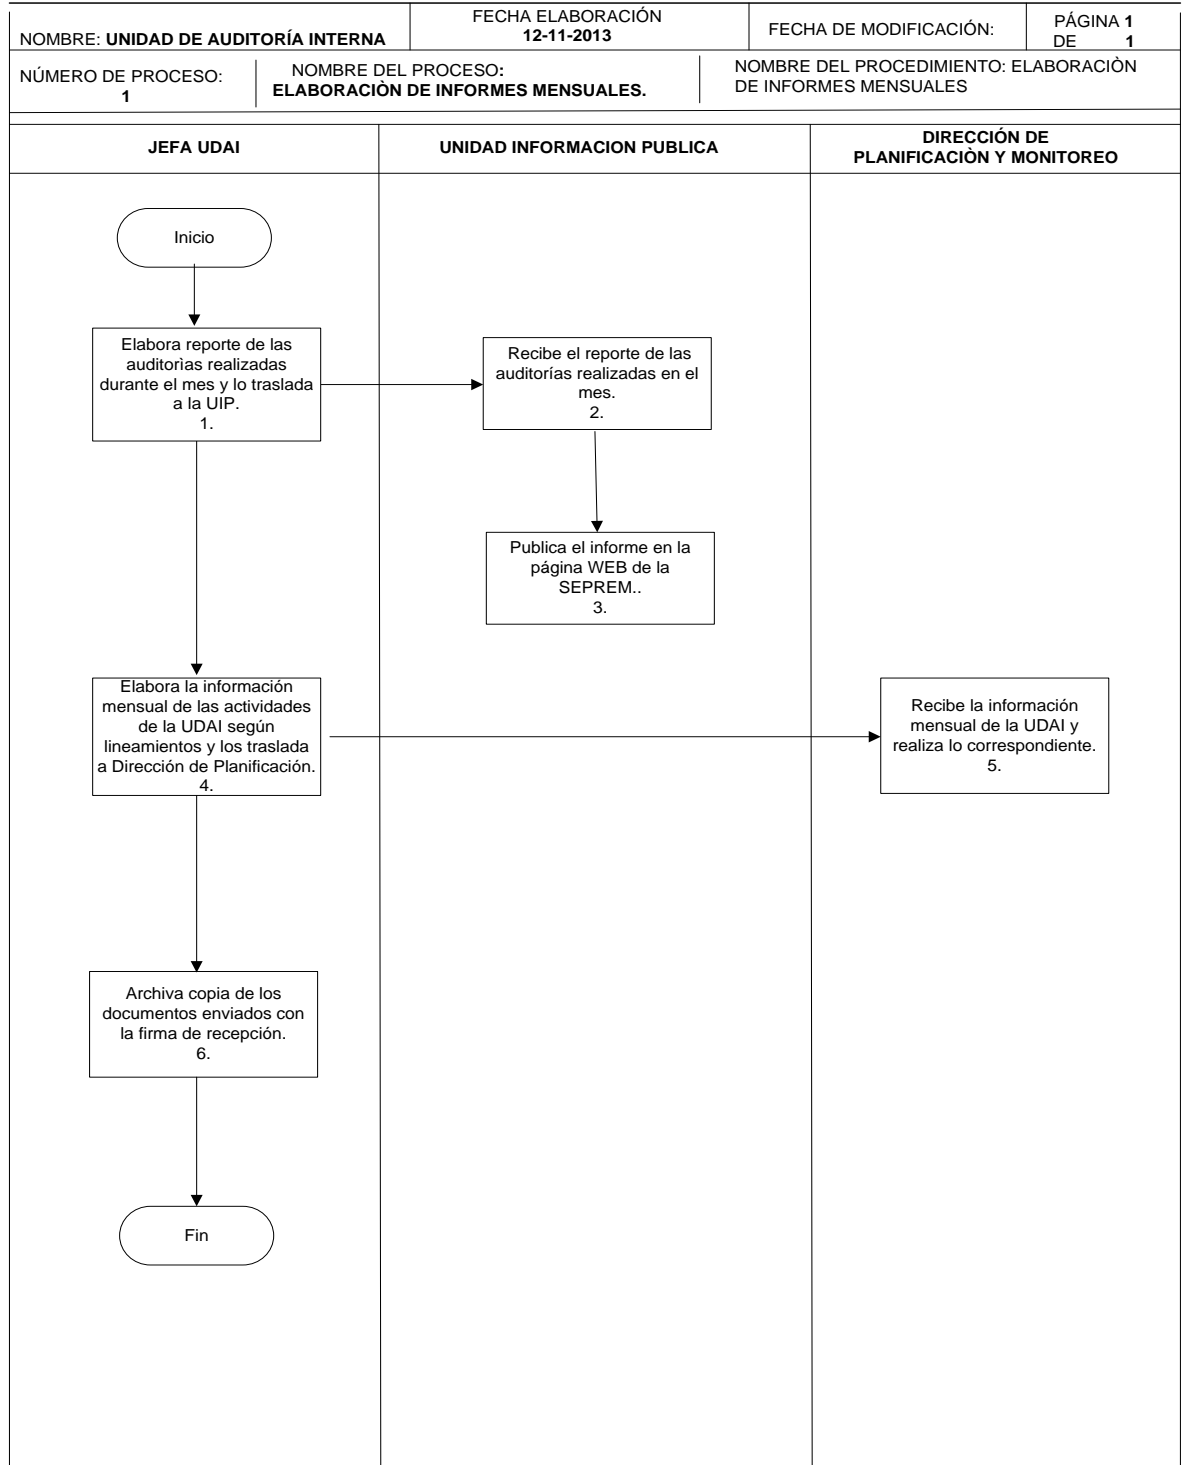 NOMBRE: UNIDAD DE AUDITORÍA INTERNA
FECHA ELABORACIÓN
12-11-2013
FECHA DE MODIFICACIÓN:
PÁGINA 1
DE 1
NÚMERO DE PROCESO:
1
NOMBRE DEL PROCESO:
ELABORACIÒN DE INFORMES MENSUALES.
NOMBRE DEL PROCEDIMIENTO: ELABORACIÒN
DE INFORMES MENSUALES
JEFA UDAI
UNIDAD INFORMACION PUBLICA
DIRECCIÓN DE
PLANIFICACIÒN Y MONITOREO
Inicio
Elabora reporte de las
auditorìas realizadas
durante el mes y lo traslada
a la UIP.
1.
Recibe el reporte de las
auditorías realizadas en el
mes.
2.
Publica el informe en la
página WEB de la
SEPREM..
3.
Elabora la información
mensual de las actividades
de la UDAI según
lineamientos y los traslada
a Dirección de Planificación.
4.
Recibe la información
mensual de la UDAI y
realiza lo correspondiente.
5.
Archiva copia de los
documentos enviados con
la firma de recepción.
6.
Fin